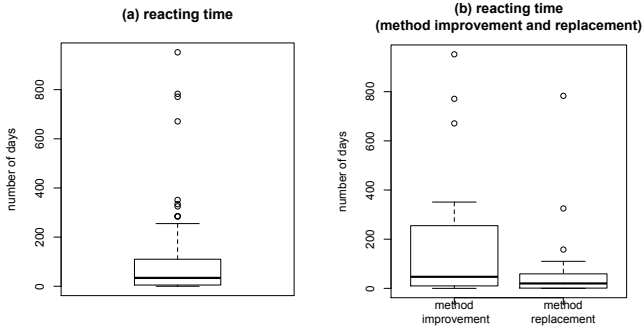 (a) reacting time
number of days
0
200
400
600
800
(b) reacting time
(method improvement and replacement)
number of days
0
200
400
600
800
method
improvement
method
replacement